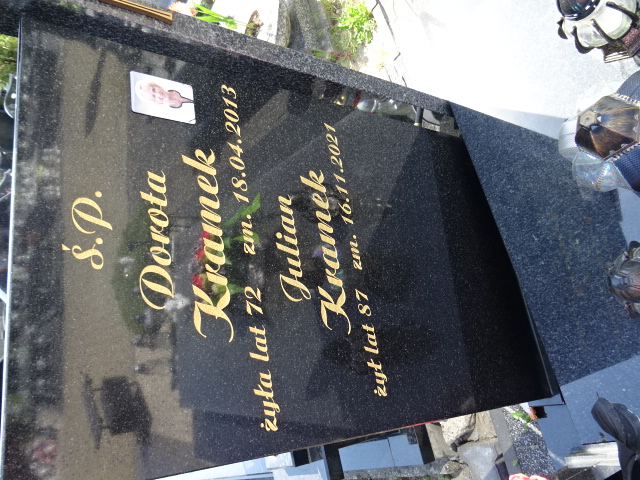 Ś.P.
Dorota
Kramek
żyła lat 72 zm. 18.04.2013
Julian
Kramek
żył lat 87 zm. 16.11.2021